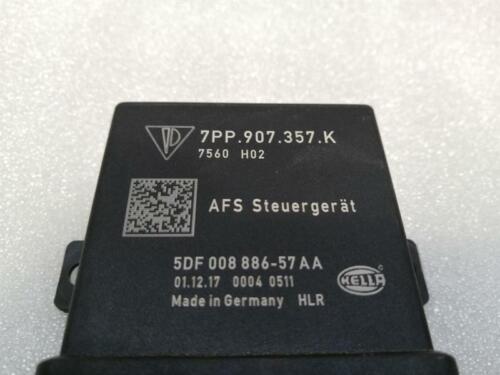 7PP.907.357.K
7560 H02
AFS Steuergerät
5DF 008 886-57 AA
01.12.17 0004 0511
Made in Germany HLR
HELLA